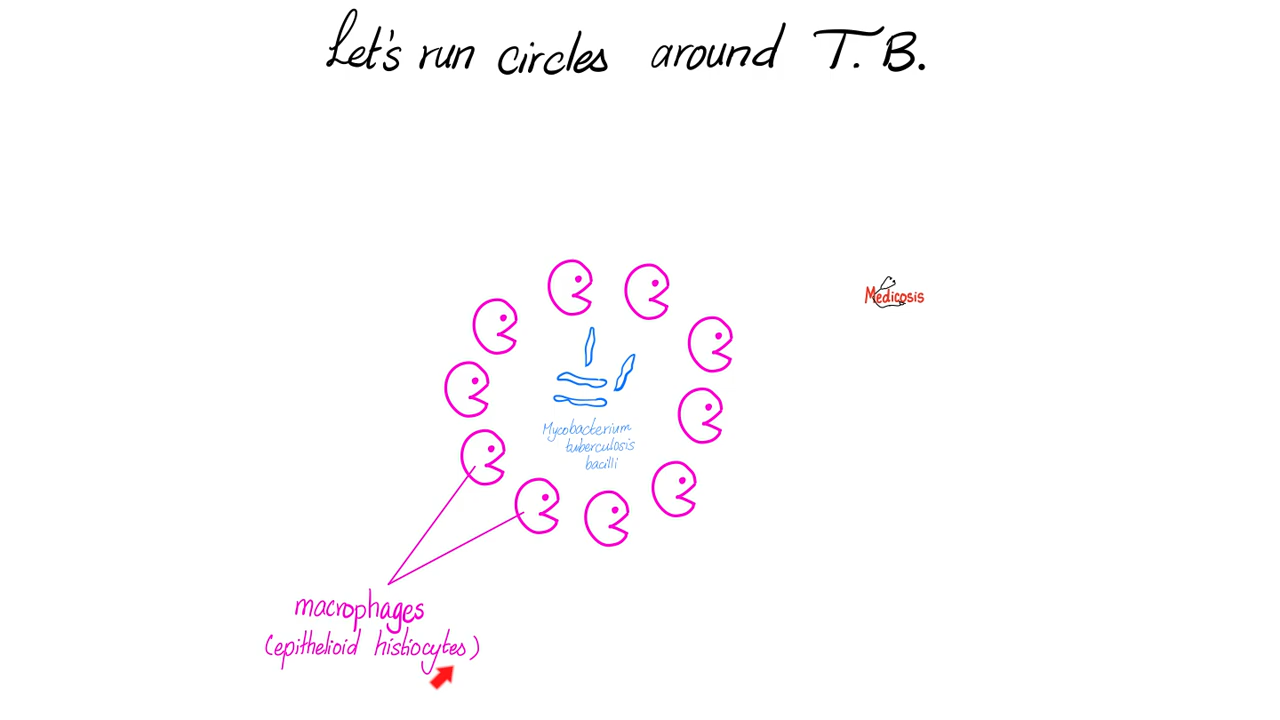 Let's run circles around T.B.
Medicosis
Mycobacterium
tuberculosis
bacilli
macrophages
(epithelioid histiocytes)